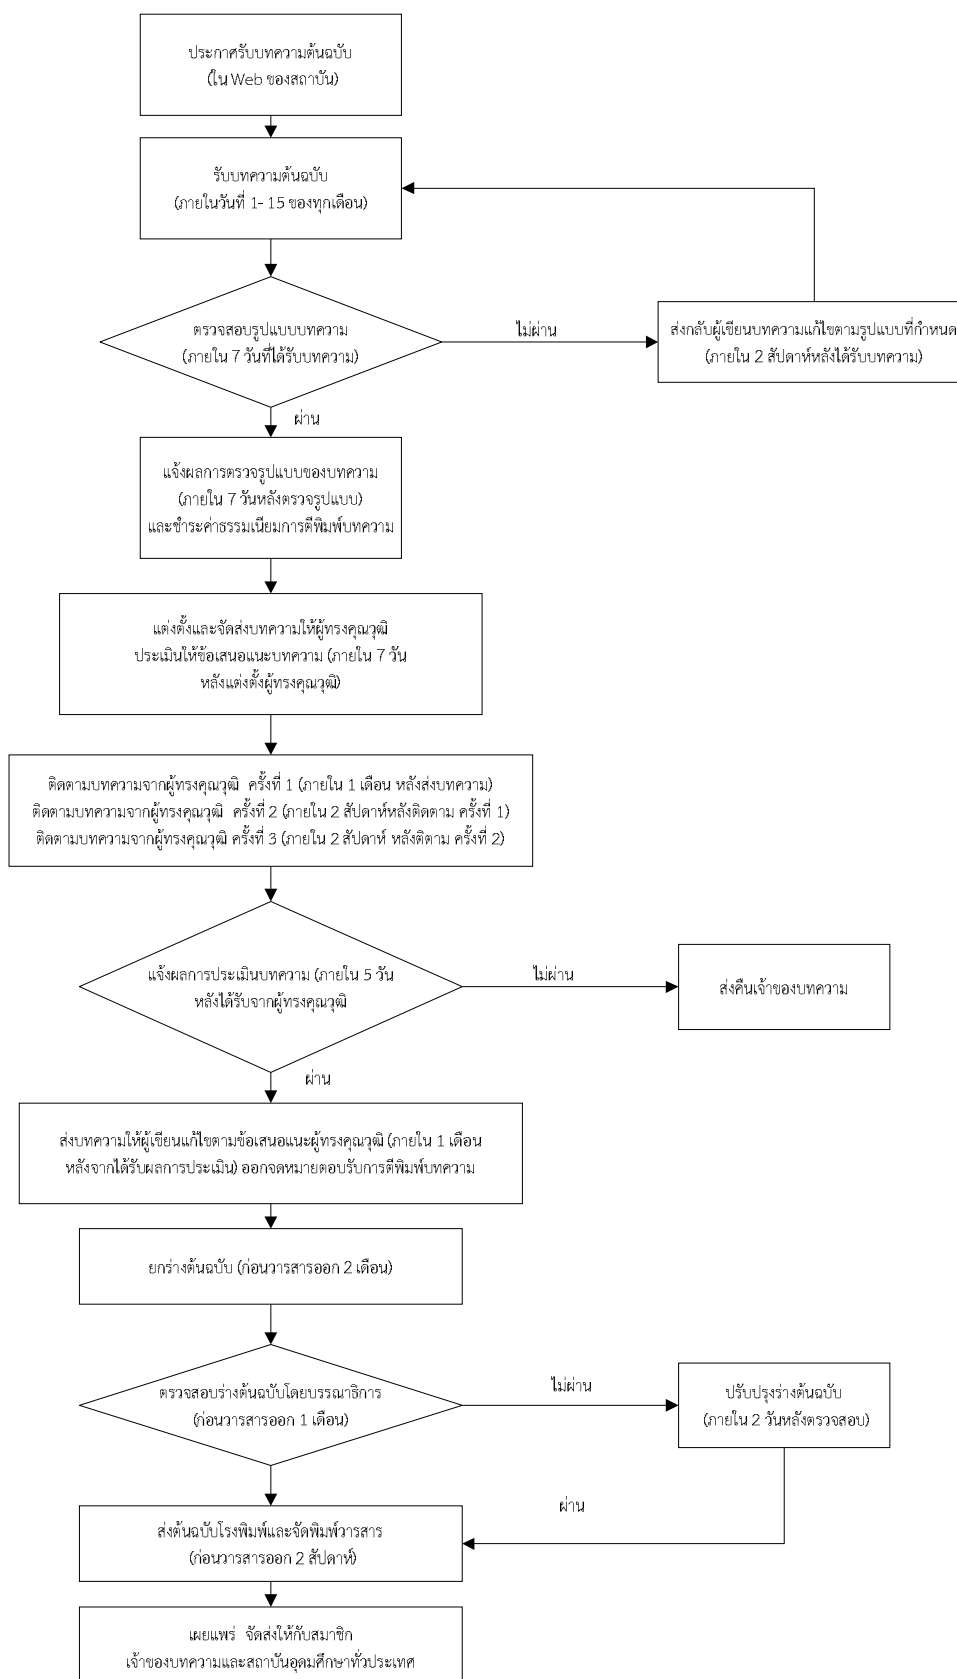 ประกาศรับบทความต้นฉบับ
(ใน Web ของสถาบัน)
รับบทความต้นฉบับ
(ภายในวันที่ 1- 15 ของทุกเดือน)
ตรวจสอบรูปแบบบทความ
(ภายใน 7 วันที่ได้รับบทความ)
ไม่ผ่าน
ส่งกลับผู้เขียนบทความแก้ไขตามรูปแบบที่กำหนด
(ภายใน 2 สัปดาห์หลังได้รับบทความ)
ผ่าน
แจ้งผลการตรวจรูปแบบของบทความ
(ภายใน 7 วันหลังตรวจรูปแบบ)
และชำระค่าธรรมเนียมการตีพิมพ์บทความ
แต่งตั้งและจัดส่งบทความให้ผู้ทรงคุณวุฒิ
ประเมินให้ข้อเสนอแนะบทความ (ภายใน 7 วัน
หลังแต่งตั้งผู้ทรงคุณวุฒิ)
ติดตามบทความจากผู้ทรงคุณวุฒิ ครั้งที่ 1 (ภายใน 1 เดือน หลังส่งบทความ)
ติดตามบทความจากผู้ทรงคุณวุฒิ ครั้งที่ 2 (ภายใน 2 สัปดาห์หลังติดตาม ครั้งที่ 1)
ติดตามบทความจากผู้ทรงคุณวุฒิ ครั้งที่ 3 (ภายใน 2 สัปดาห์ หลังติตาม ครั้งที่ 2)
แจ้งผลการประเมินบทความ (ภายใน 5 วัน
หลังได้รับจากผู้ทรงคุณวุฒิ
ไม่ผ่าน
ส่งคืนเจ้าของบทความ
ผ่าน
ส่งบทความให้ผู้เขียนแก้ไขตามข้อเสนอแนะผู้ทรงคุณวุฒิ (ภายใน 1 เดือน
หลังจากได้รับผลการประเมิน) ออกจดหมายตอบรับการตีพิมพ์บทความ
ยกร่างต้นฉบับ (ก่อนวารสารออก 2 เดือน)
ตรวจสอบร่างต้นฉบับโดยบรรณาธิการ
(ก่อนวารสารออก 1 เดือน)
ไม่ผ่าน
ปรับปรุงร่างต้นฉบับ
(ภายใน 2 วันหลังตรวจสอบ)
ผ่าน
ส่งต้นฉบับโรงพิมพ์และจัดพิมพ์วารสาร
(ก่อนวารสารออก 2 สัปดาห์)
เผยแพร่ จัดส่งให้กับสมาชิก
เจ้าของบทความและสถาบันอุดมศึกษาทั่วประเทศ